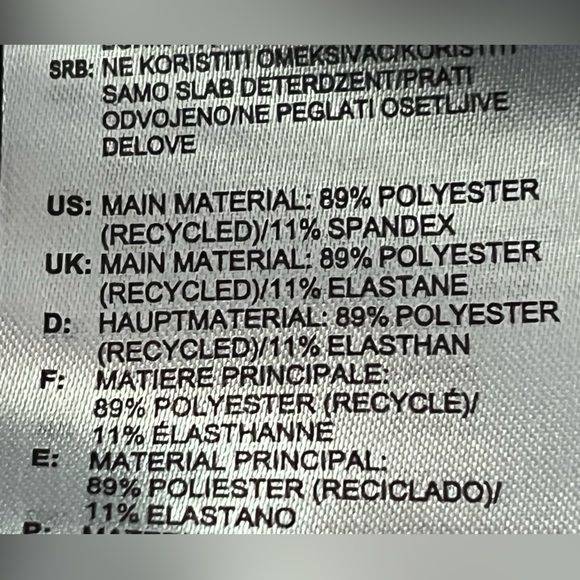 SRB: NE KORISTITI OMEKSIVAC/KORISTITI
SAMO SLAB DETERDZENT/PRATI
ODVOJENO/NE PEGLATI OSETLJIVE
DELOVE
US: MAIN MATERIAL: 89% POLYESTER
(RECYCLED)/11% SPANDEX
UK: MAIN MATERIAL: 89% POLYESTER
(RECYCLED)/11% ELASTANE
D: HAUPTMATERIAL: 89% POLYESTER
(RECYCLED)/11% ELASTHAN
F: MATIERE PRINCIPALE:
89% POLYESTER (RECYCLÉ)/
11% ÉLASTHANNE
E: MATERIAL PRINCIPAL:
89% POLIESTER (RECICLADO)/
11% ELASTANO